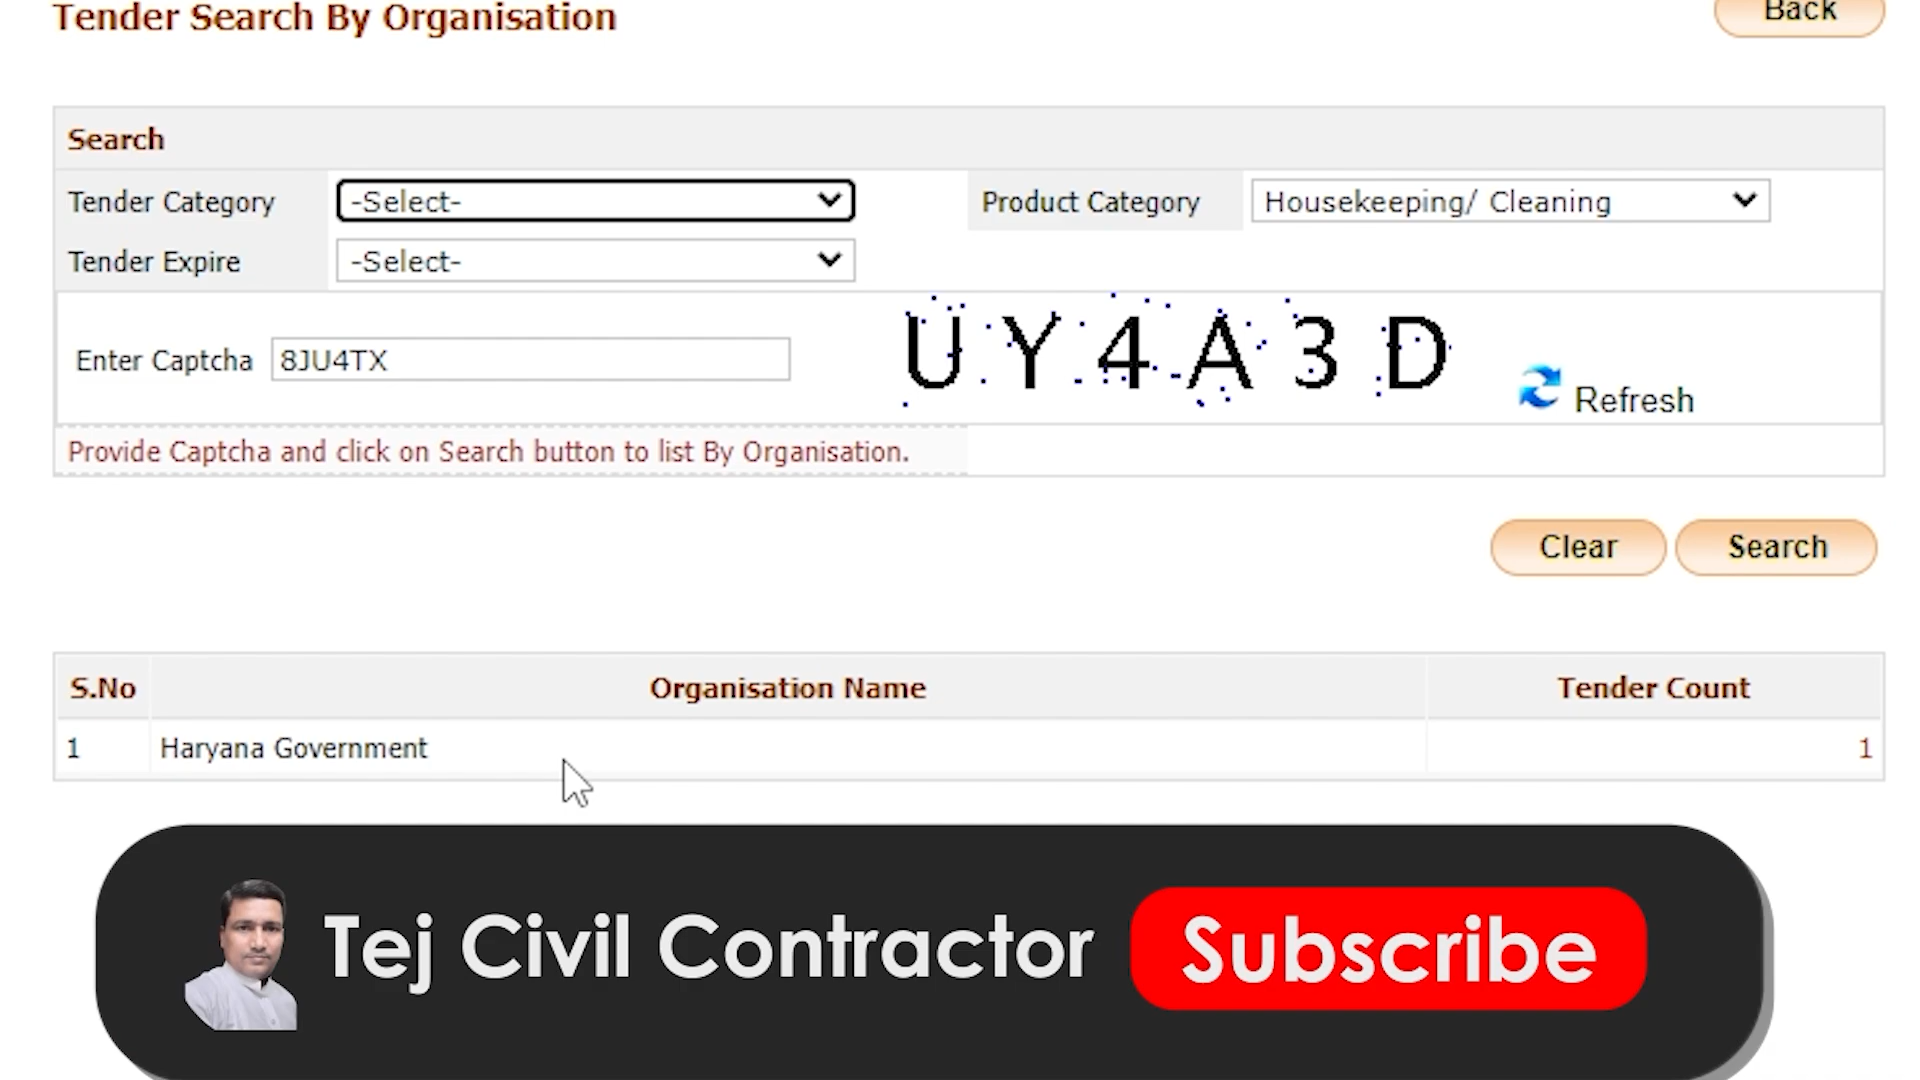 Tender Search By Organisation
Back
Search
Tender Category -Select- Product Category Housekeeping/ Cleaning
Tender Expire -Select-
Enter Captcha 8JU4TX UY4A3D Refresh
Provide Captcha and click on Search button to list By Organisation.
Clear Search
S.No Organisation Name Tender Count
1 Haryana Government 1
Tej Civil Contractor Subscribe